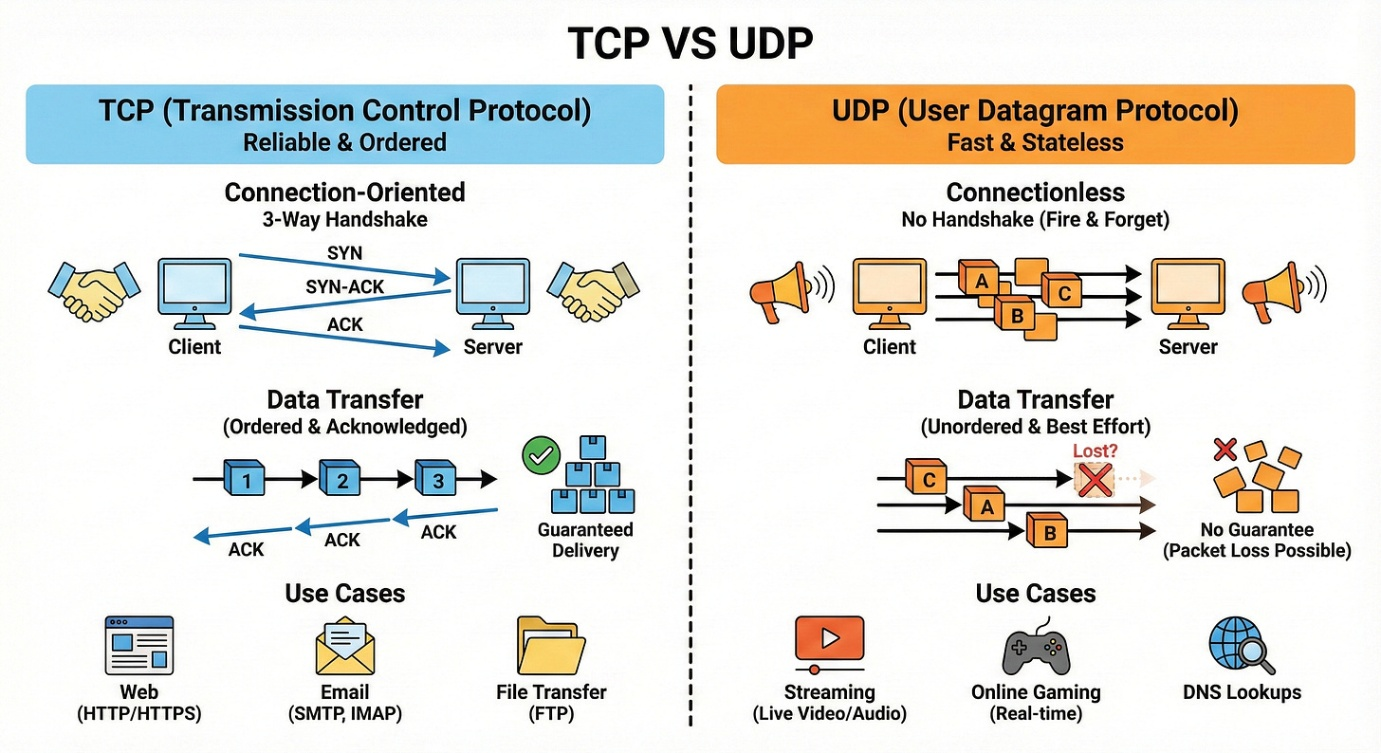 TCP VS UDP
TCP (Transmission Control Protocol)
Reliable & Ordered
Connection-Oriented
3-Way Handshake
SYN
SYN-ACK
ACK
Client
Server
Data Transfer
(Ordered & Acknowledged)
1
2
3
ACK
ACK
ACK
Guaranteed
Delivery
Use Cases
Web
(HTTP/HTTPS)
Email
(SMTP, IMAP)
File Transfer
(FTP)
UDP (User Datagram Protocol)
Fast & Stateless
Connectionless
No Handshake (Fire & Forget)
A
C
B
Client
Server
Data Transfer
(Unordered & Best Effort)
Lost?
C
A
B
No Guarantee
(Packet Loss Possible)
Use Cases
Streaming
(Live Video/Audio)
Online Gaming
(Real-time)
DNS Lookups